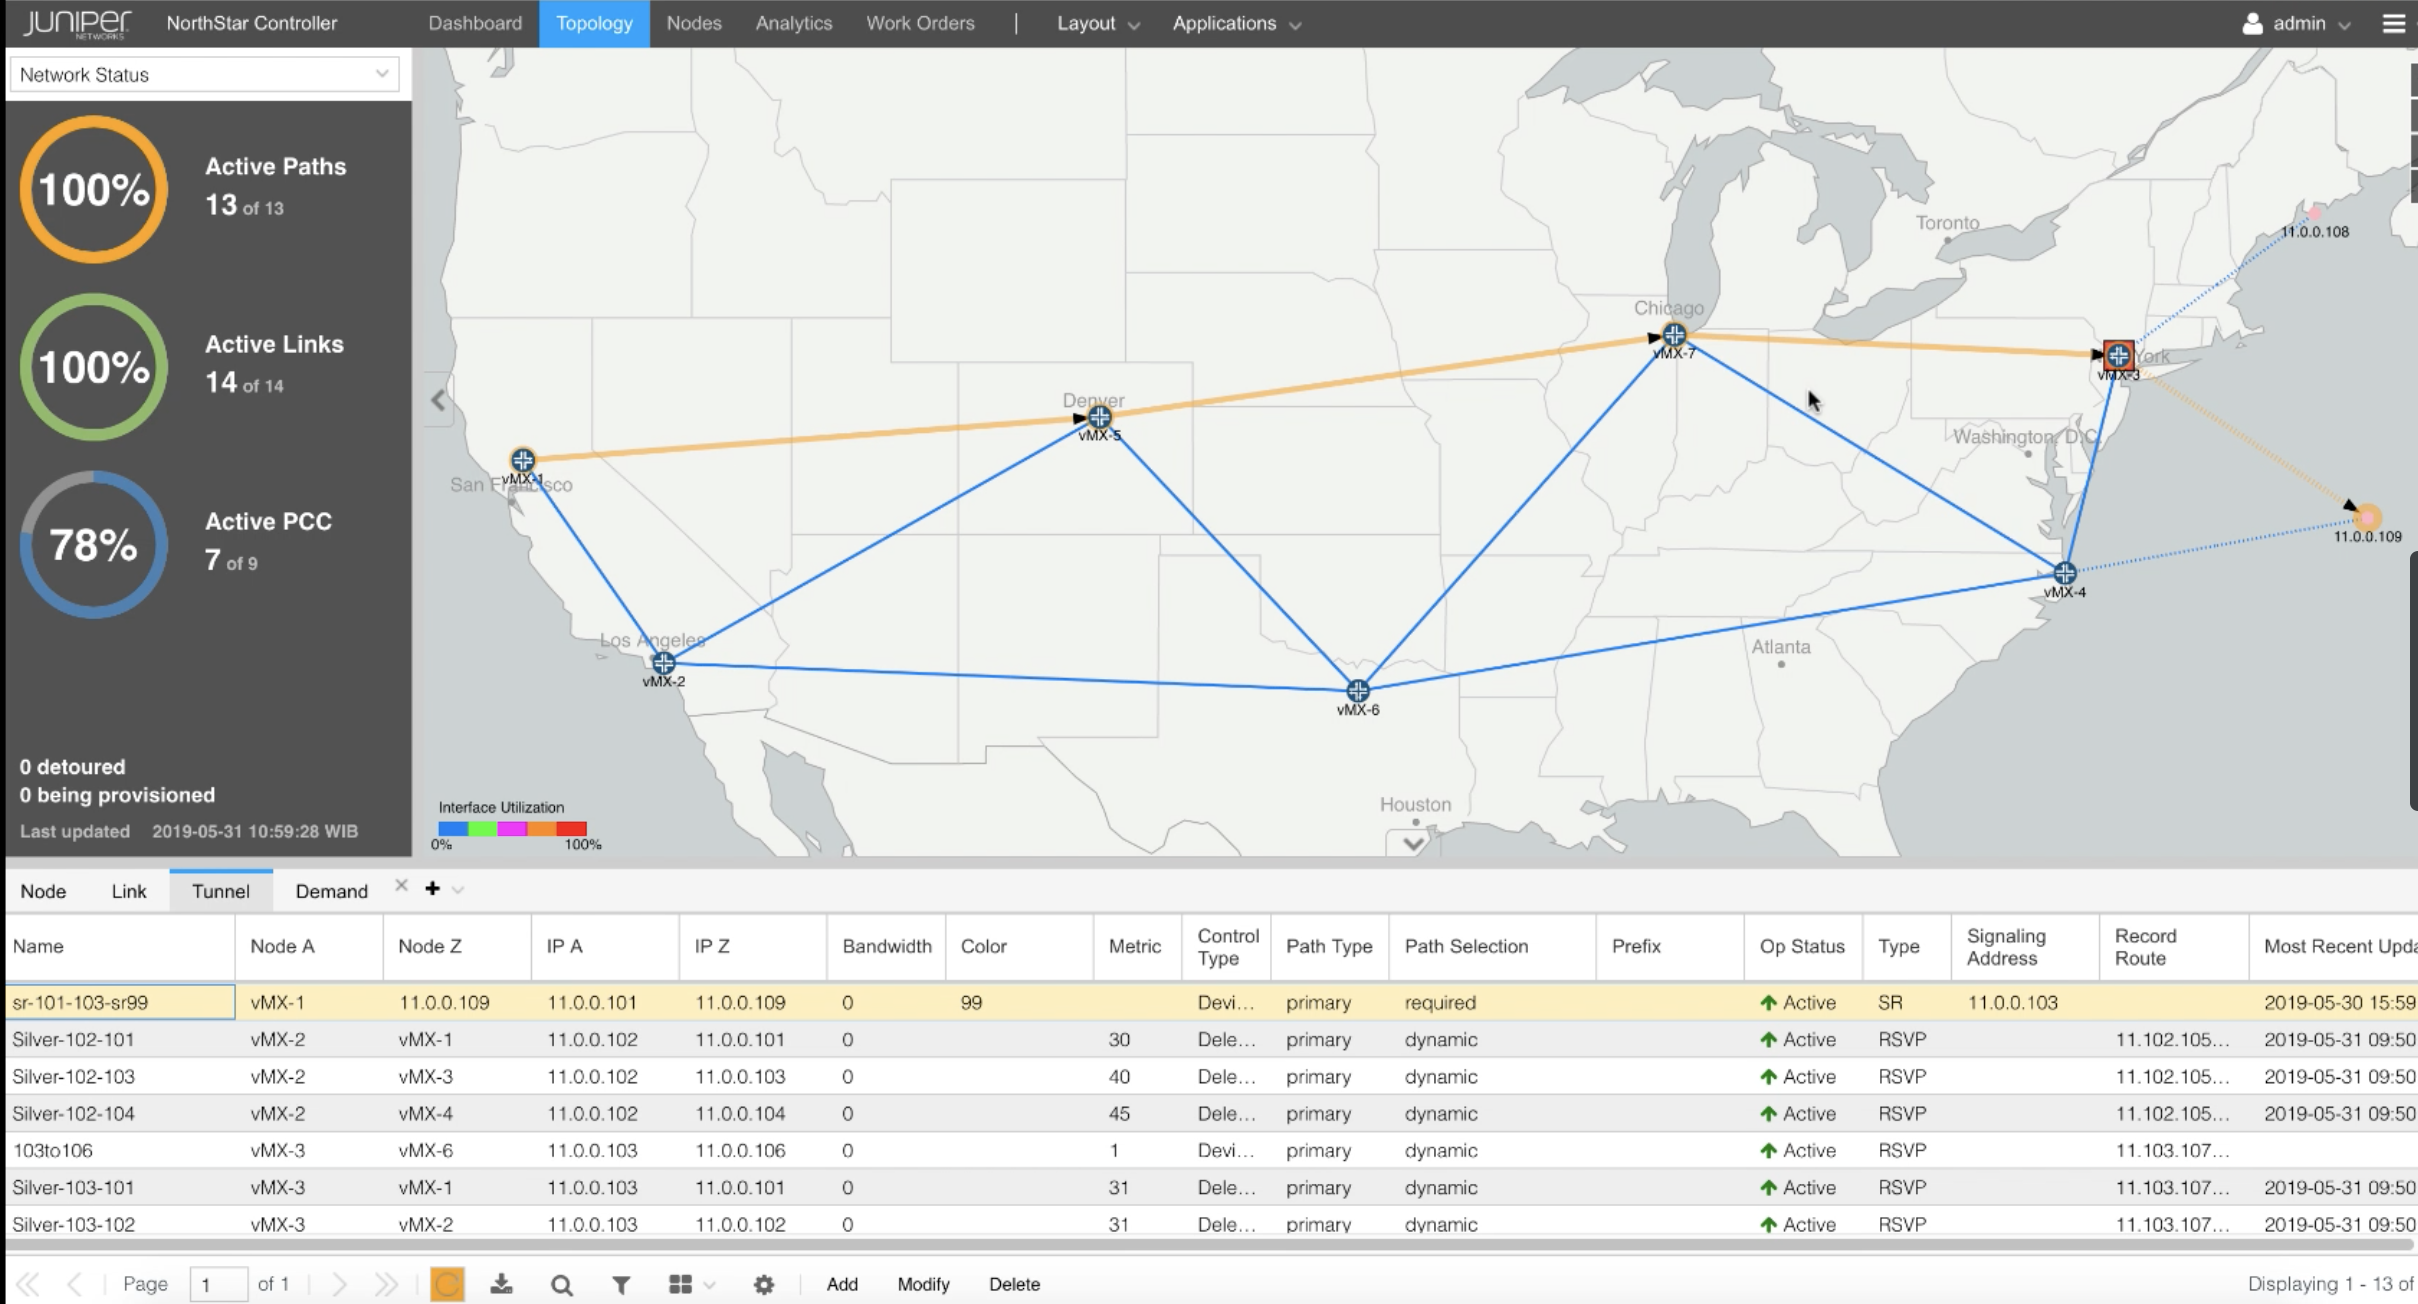 JUNIPER NETWORKS
NorthStar Controller
Dashboard
Topology
Nodes
Analytics
Work Orders
Layout
Applications
admin
Network Status
100%
Active Paths
13 of 13
100%
Active Links
14 of 14
78%
Active PCC
7 of 9
0 detoured
0 being provisioned
Last updated 2019-05-31 10:59:28 WIB
Toronto
11.0.0.108
Chicago
vMX-7
York
vMX-3
Denver
vMX-5
Washington, D.C.
vMX-1
San Francisco
11.0.0.109
vMX-4
Los Angeles
vMX-2
Atlanta
vMX-6
Houston
Interface Utilization
0% 100%
Node Link Tunnel Demand
Name Node A Node Z IP A IP Z Bandwidth Color Metric Control Type Path Type Path Selection Prefix Op Status Type Signaling Address Record Route Most Recent Upda
sr-101-103-sr99 vMX-1 11.0.0.109 11.0.0.101 11.0.0.109 0 99 Devi... primary required Active SR 11.0.0.103 2019-05-30 15:59
Silver-102-101 vMX-2 vMX-1 11.0.0.102 11.0.0.101 0 30 Dele... primary dynamic Active RSVP 11.102.105... 2019-05-31 09:50
Silver-102-103 vMX-2 vMX-3 11.0.0.102 11.0.0.103 0 40 Dele... primary dynamic Active RSVP 11.102.105... 2019-05-31 09:50
Silver-102-104 vMX-2 vMX-4 11.0.0.102 11.0.0.104 0 45 Dele... primary dynamic Active RSVP 11.102.105... 2019-05-31 09:50
103to106 vMX-3 vMX-6 11.0.0.103 11.0.0.106 0 1 Devi... primary dynamic Active RSVP 11.103.107...
Silver-103-101 vMX-3 vMX-1 11.0.0.103 11.0.0.101 0 31 Dele... primary dynamic Active RSVP 11.103.107... 2019-05-31 09:50
Silver-103-102 vMX-3 vMX-2 11.0.0.103 11.0.0.102 0 31 Dele... primary dynamic Active RSVP 11.103.107... 2019-05-31 09:50
Page 1 of 1 Add Modify Delete Displaying 1 - 13 of